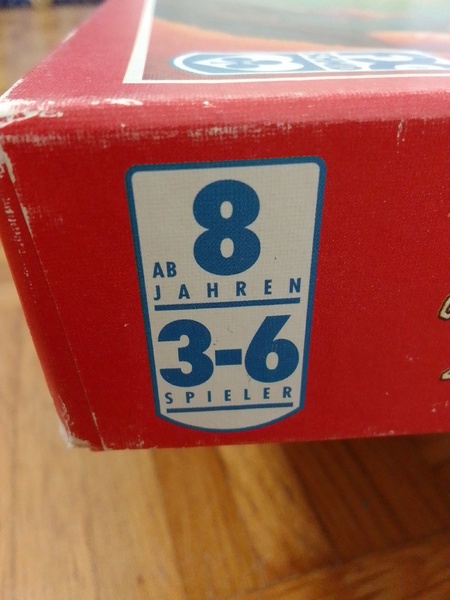 8
AB
JAHREN
3-6
SPIELER